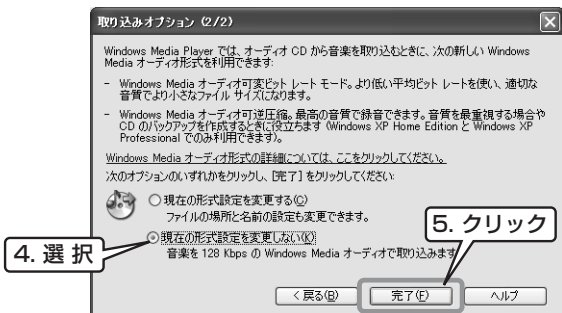 取り込みオプション (2/2)
Windows Media Player では、オーディオ CD から音楽を取り込むときに、次の新しい Windows
Media オーディオ形式を利用できます:
- Windows Media オーディオ可変ビット レート モード。より低い平均ビット レートを使い、適切な
音質でより小さなファイル サイズになります。
- Windows Media オーディオ可逆圧縮。最高の音質で録音できます。音質を最重視する場合や
CD のバックアップを作成するときに役立ちます (Windows XP Home Edition と Windows XP
Professional でのみ利用できます)。
Windows Media オーディオ形式の詳細については、ここをクリックしてください。
次のオプションのいずれかをクリックし、[完了] をクリックしてください:
現在の形式設定を変更する(C)
ファイルの場所と名前の設定も変更できます。
5. クリック
4. 選 択
現在の形式設定を変更しない(K)
音楽を 128 Kbps の Windows Media オーディオで取り込みます
< 戻る(B)
完了(F)
ヘルプ